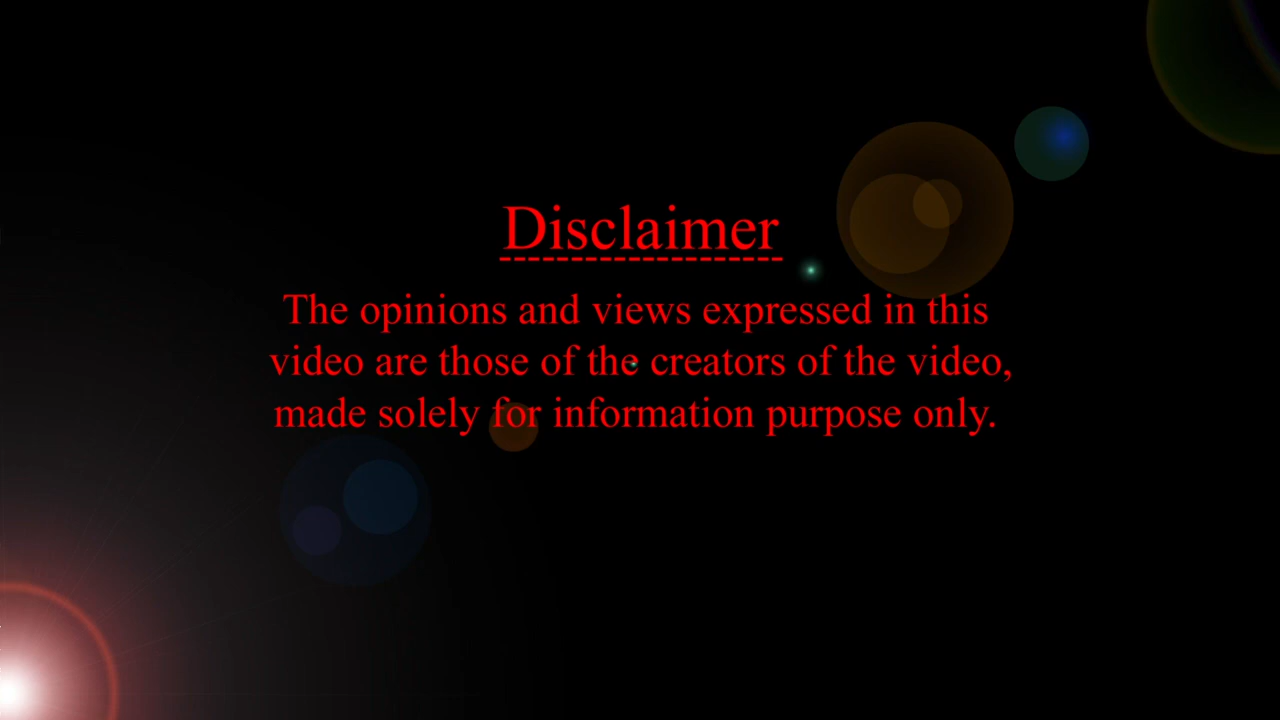 Disclaimer
The opinions and views expressed in this
video are those of the creators of the video,
made solely for information purpose only.